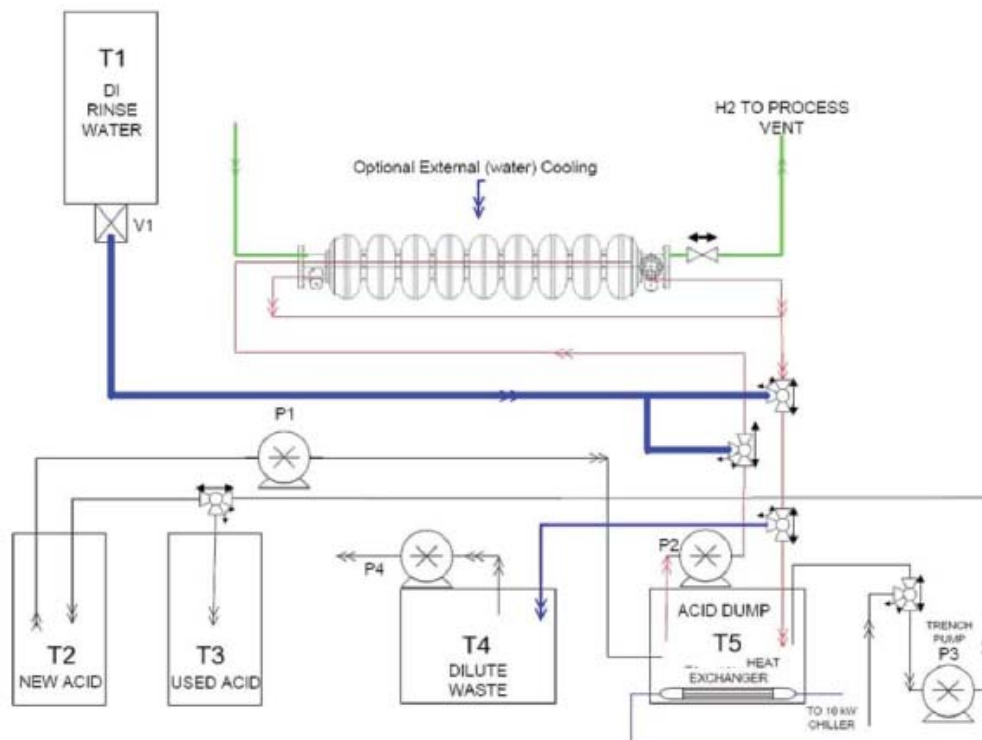 T1
DI
RINSE
WATER
V1
H2 TO PROCESS
VENT
Optional External (water) Cooling
P1
P4
P2
ACID DUMP
T5
HEAT
EXCHANGER
T2
NEW ACID
T3
USED ACID
T4
DILUTE
WASTE
TRENCH
PUMP
P3
TO 10 kW
CHILLER